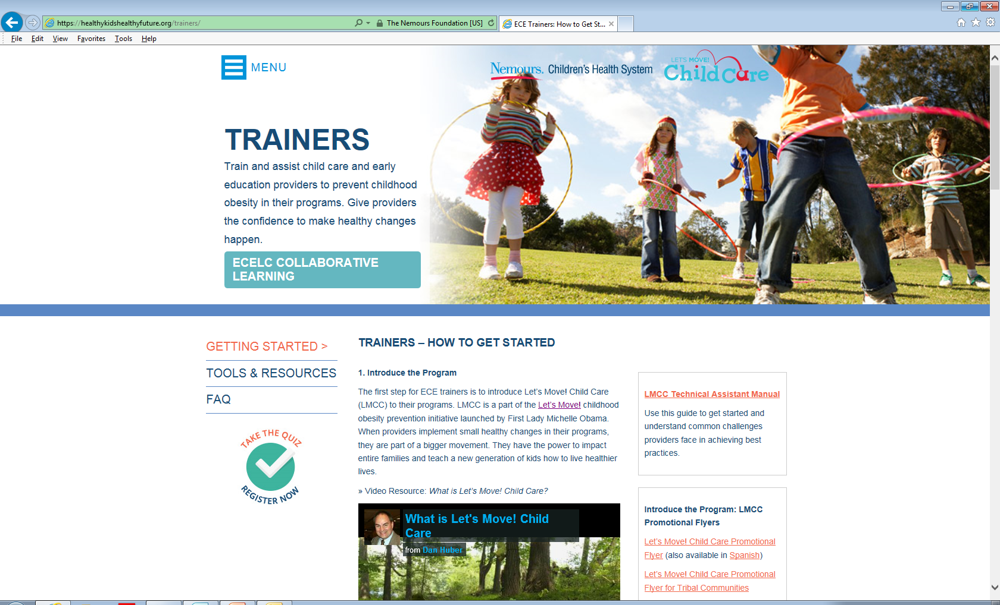 https://healthykidshealthyfuture.org/trainers/
The Nemours Foundation [US]
ECE Trainers: How to Get St...
File Edit View Favorites Tools Help
MENU
Nemours. Children's Health System
LET'S MOVE!
Child Care
TRAINERS
Train and assist child care and early
education providers to prevent childhood
obesity in their programs. Give providers
the confidence to make healthy changes
happen.
ECELC COLLABORATIVE
LEARNING
GETTING STARTED >
TOOLS & RESOURCES
FAQ
TAKE THE QUIZ
REGISTER NOW
TRAINERS – HOW TO GET STARTED
1. Introduce the Program
The first step for ECE trainers is to introduce Let's Move! Child Care
(LMCC) to their programs. LMCC is a part of the Let's Move! childhood
obesity prevention initiative launched by First Lady Michelle Obama.
When providers implement small healthy changes in their programs,
they are part of a bigger movement. They have the power to impact
entire families and teach a new generation of kids how to live healthier
lives.
» Video Resource: What is Let's Move! Child Care?
What is Let's Move! Child
Care
from Dan Huber
LMCC Technical Assistant Manual
Use this guide to get started and
understand common challenges
providers face in achieving best
practices.
Introduce the Program: LMCC
Promotional Flyers
Let's Move! Child Care Promotional
Flyer (also available in Spanish)
Let's Move! Child Care Promotional
Flyer for Tribal Communities